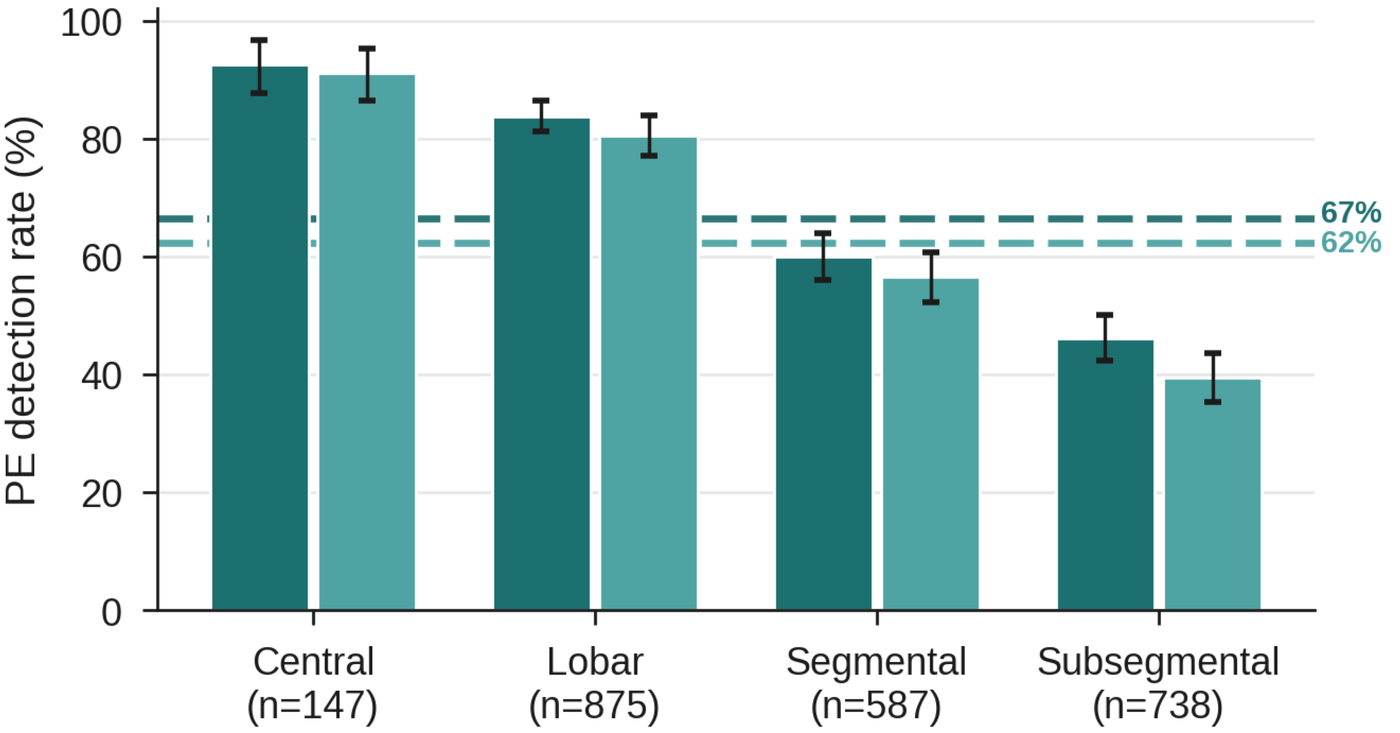 PE detection rate (%)
100
80
60
40
20
0
67%
62%
Central
(n=147)
Lobar
(n=875)
Segmental
(n=587)
Subsegmental
(n=738)